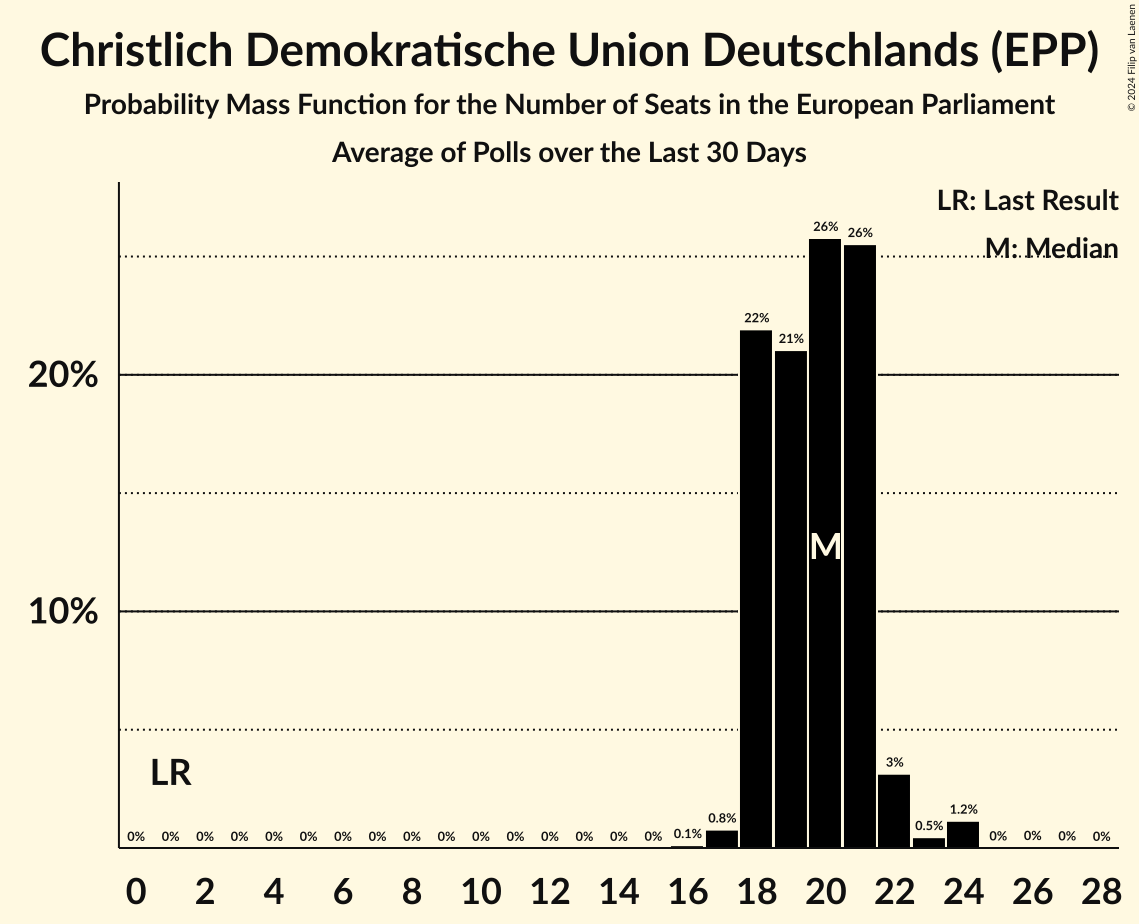 Christlich Demokratische Union Deutschlands (EPP)
Probability Mass Function for the Number of Seats in the European Parliament
Average of Polls over the Last 30 Days
© 2024 Filip van Laenen
LR: Last Result
M: Median
26% 26%
22%
21%
20%
M
10%
LR
3%
1.2%
0% 0% 0% 0% 0% 0% 0% 0% 0% 0% 0% 0% 0% 0% 0% 0% 0.1% 0.8% 0.5% 0% 0% 0% 0%
0 2 4 6 8 10 12 14 16 18 20 22 24 26 28